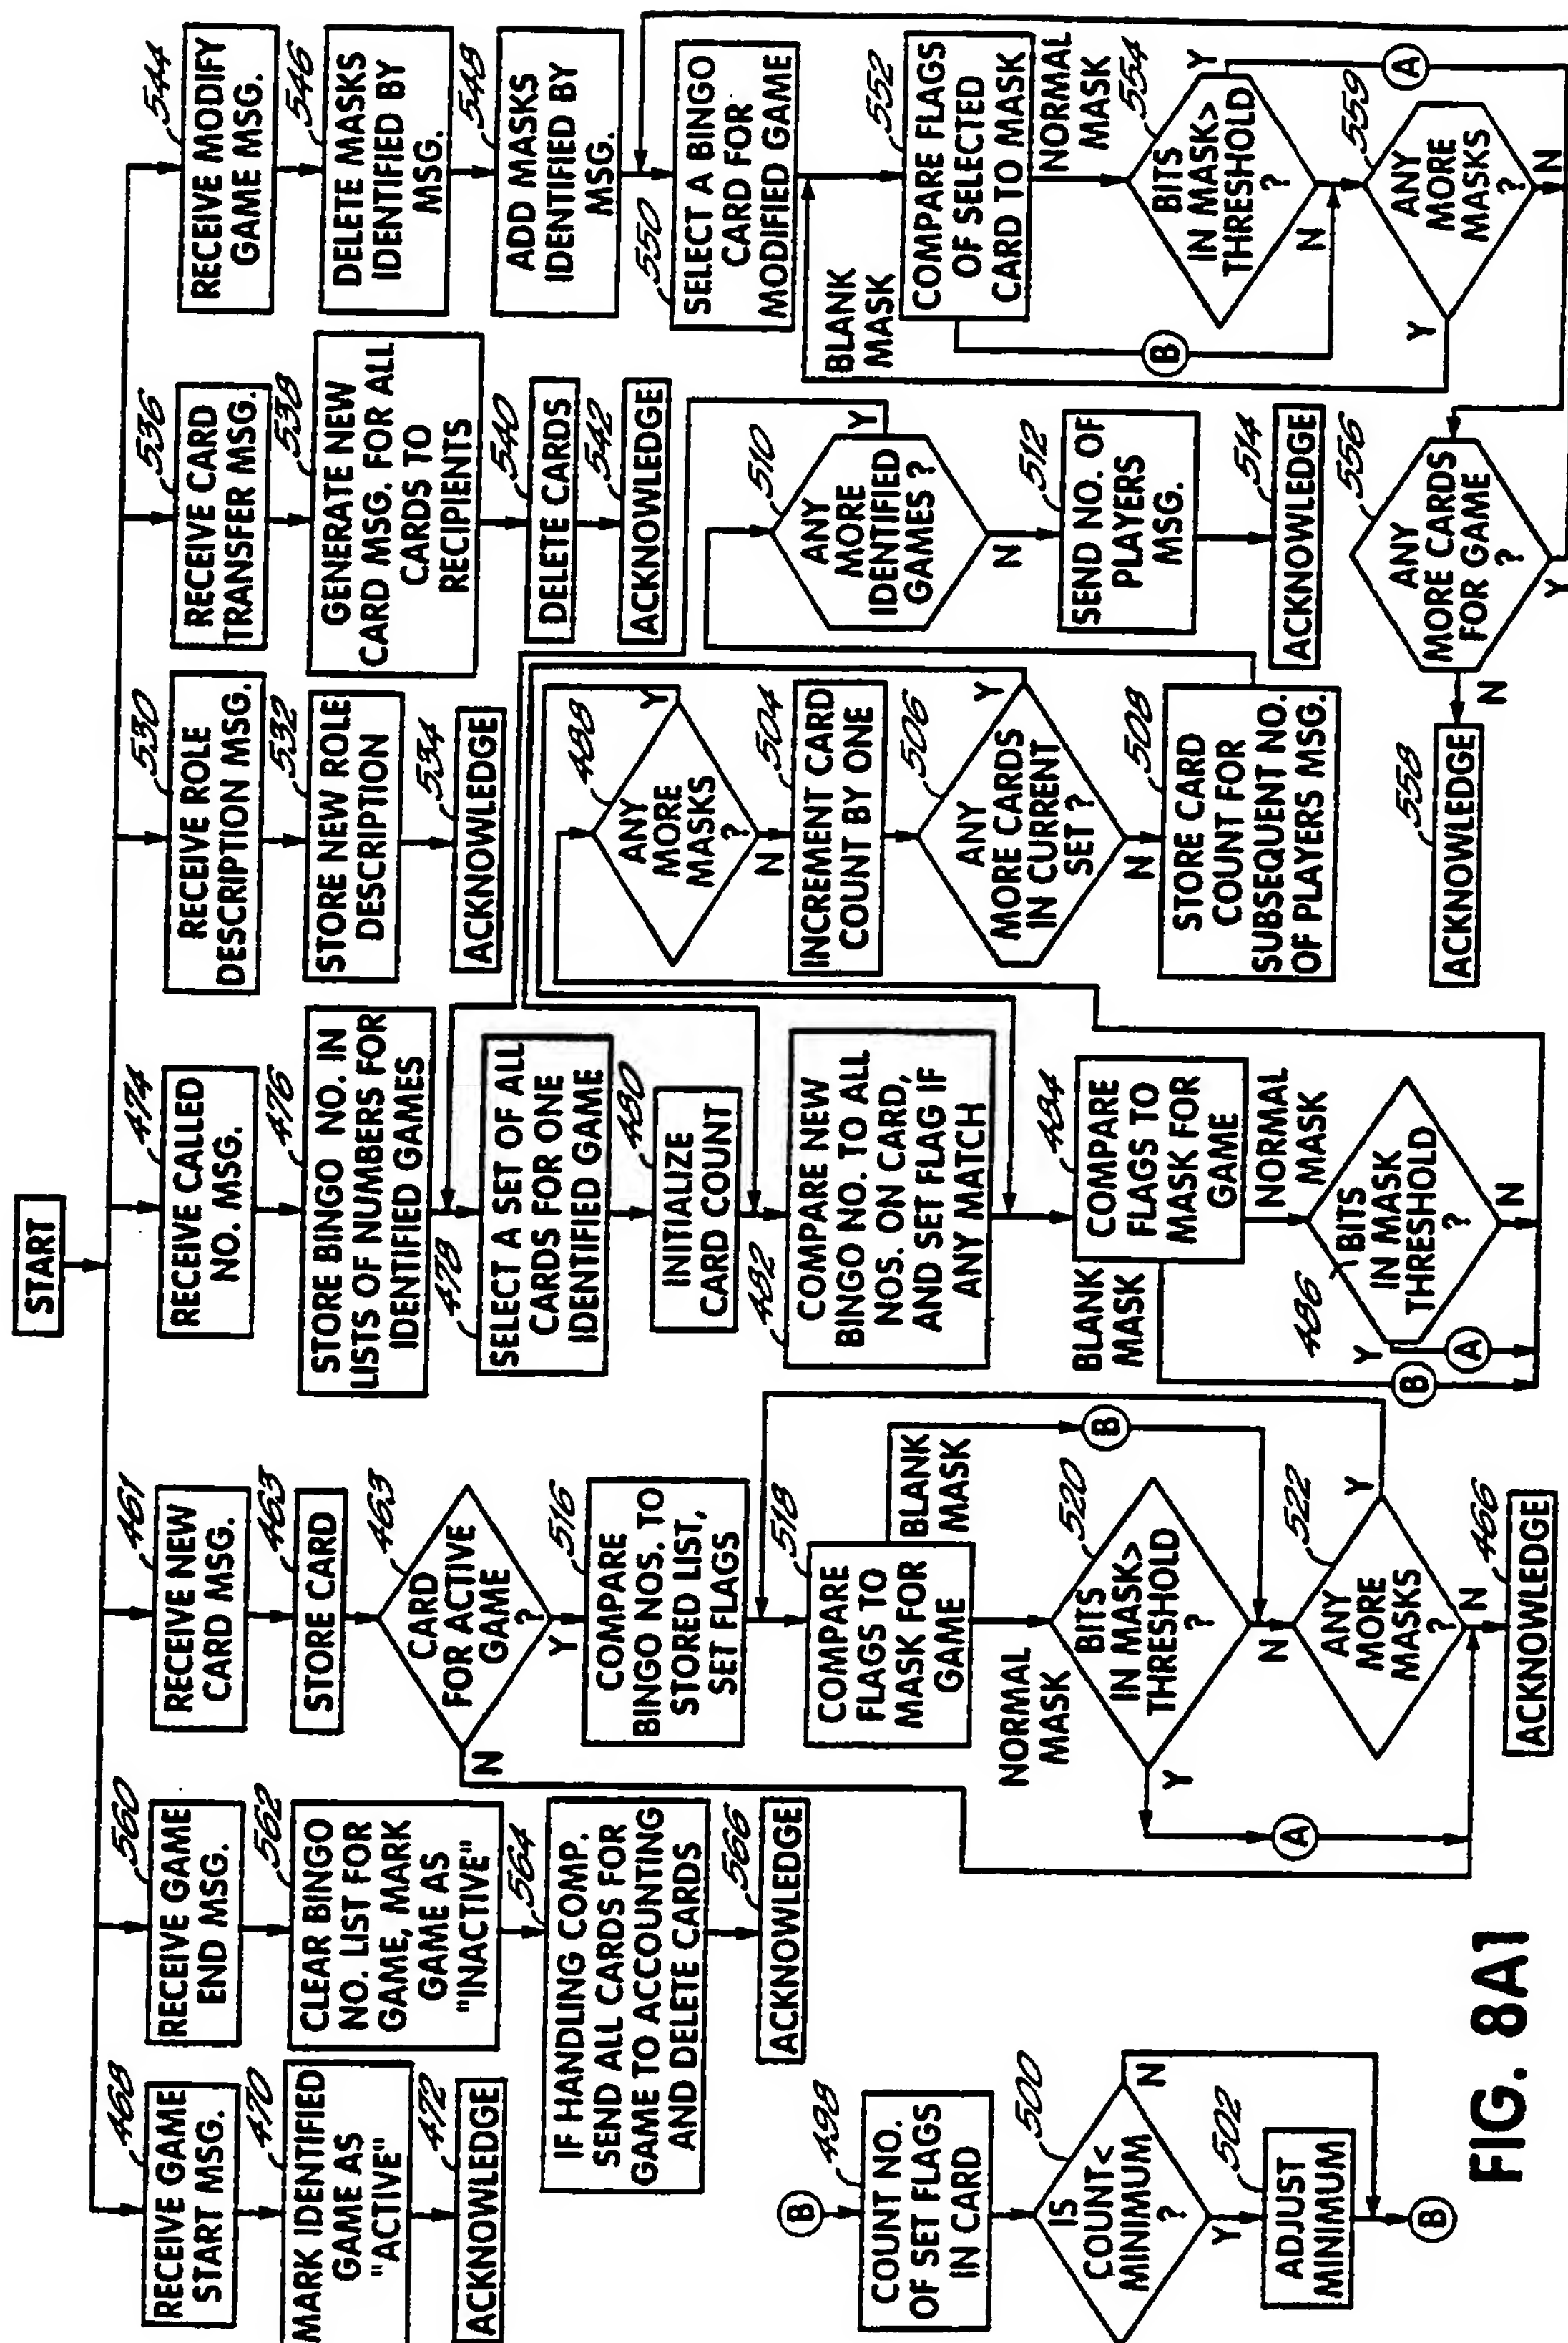 START
468
RECEIVE GAME
START MSG.
470
MARK IDENTIFIED
GAME AS
"ACTIVE"
472
ACKNOWLEDGE
560
RECEIVE GAME
END MSG.
562
CLEAR BINGO
NO. LIST FOR
GAME, MARK
GAME AS
"INACTIVE"
564
IF HANDLING COMP.
SEND ALL CARDS FOR
GAME TO ACCOUNTING
AND DELETE CARDS
566
ACKNOWLEDGE
B
498
COUNT NO.
OF SET FLAGS
IN CARD
500
IS
COUNT<
MINIMUM
?
N
Y
502
ADJUST
MINIMUM
B
461
RECEIVE NEW
CARD MSG.
463
STORE CARD
463
CARD
FOR ACTIVE
GAME
?
N
Y
516
COMPARE
BINGO NOS. TO
STORED LIST,
SET FLAGS
518
COMPARE
FLAGS TO
MASK FOR
GAME
BLANK
MASK
B
NORMAL
MASK
520
BITS
IN MASK>
THRESHOLD
?
Y
A
N
522
ANY
MORE
MASKS
?
Y
N
466
ACKNOWLEDGE
474
RECEIVE CALLED
NO. MSG.
476
STORE BINGO NO. IN
LISTS OF NUMBERS FOR
IDENTIFIED GAMES
478
SELECT A SET OF ALL
CARDS FOR ONE
IDENTIFIED GAME
480
INITIALIZE
CARD COUNT
482
COMPARE NEW
BINGO NO. TO ALL
NOS. ON CARD,
AND SET FLAG IF
ANY MATCH
484
COMPARE
FLAGS TO
MASK FOR
GAME
BLANK
MASK
NORMAL
MASK
486
BITS
IN MASK
THRESHOLD
?
Y
A
B
N
530
RECEIVE ROLE
DESCRIPTION MSG.
532
STORE NEW ROLE
DESCRIPTION
534
ACKNOWLEDGE
488
ANY
MORE
MASKS
?
Y
N
504
INCREMENT CARD
COUNT BY ONE
506
ANY
MORE CARDS
IN CURRENT
SET ?
Y
N
508
STORE CARD
COUNT FOR
SUBSEQUENT NO.
OF PLAYERS MSG.
536
RECEIVE CARD
TRANSFER MSG.
538
GENERATE NEW
CARD MSG. FOR ALL
CARDS TO
RECIPIENTS
540
DELETE CARDS
542
ACKNOWLEDGE
510
ANY
MORE
IDENTIFIED
GAMES ?
Y
N
512
SEND NO. OF
PLAYERS
MSG.
514
ACKNOWLEDGE
544
RECEIVE MODIFY
GAME MSG.
546
DELETE MASKS
IDENTIFIED BY
MSG.
548
ADD MASKS
IDENTIFIED BY
MSG.
550
SELECT A BINGO
CARD FOR
MODIFIED GAME
BLANK
MASK
552
COMPARE FLAGS
OF SELECTED
CARD TO MASK
NORMAL
MASK
B
554
BITS
IN MASK>
THRESHOLD
?
Y
A
N
559
ANY
MORE
MASKS
?
Y
N
556
ANY
MORE CARDS
FOR GAME
?
Y
N
558
ACKNOWLEDGE
FIG. 8A1